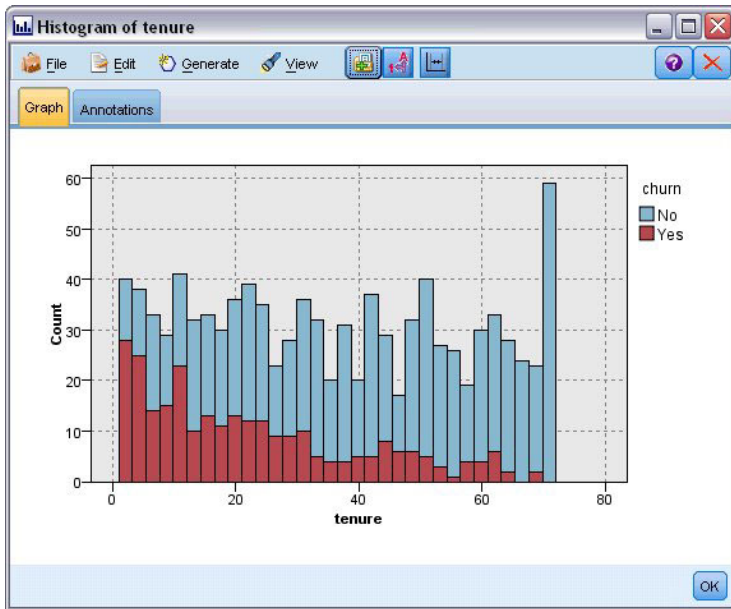 Histogram of tenure
File Edit Generate View
Graph Annotations
60
50
40
30
20
10
0
Count
0 20 40 60 80
tenure
churn
No
Yes
OK